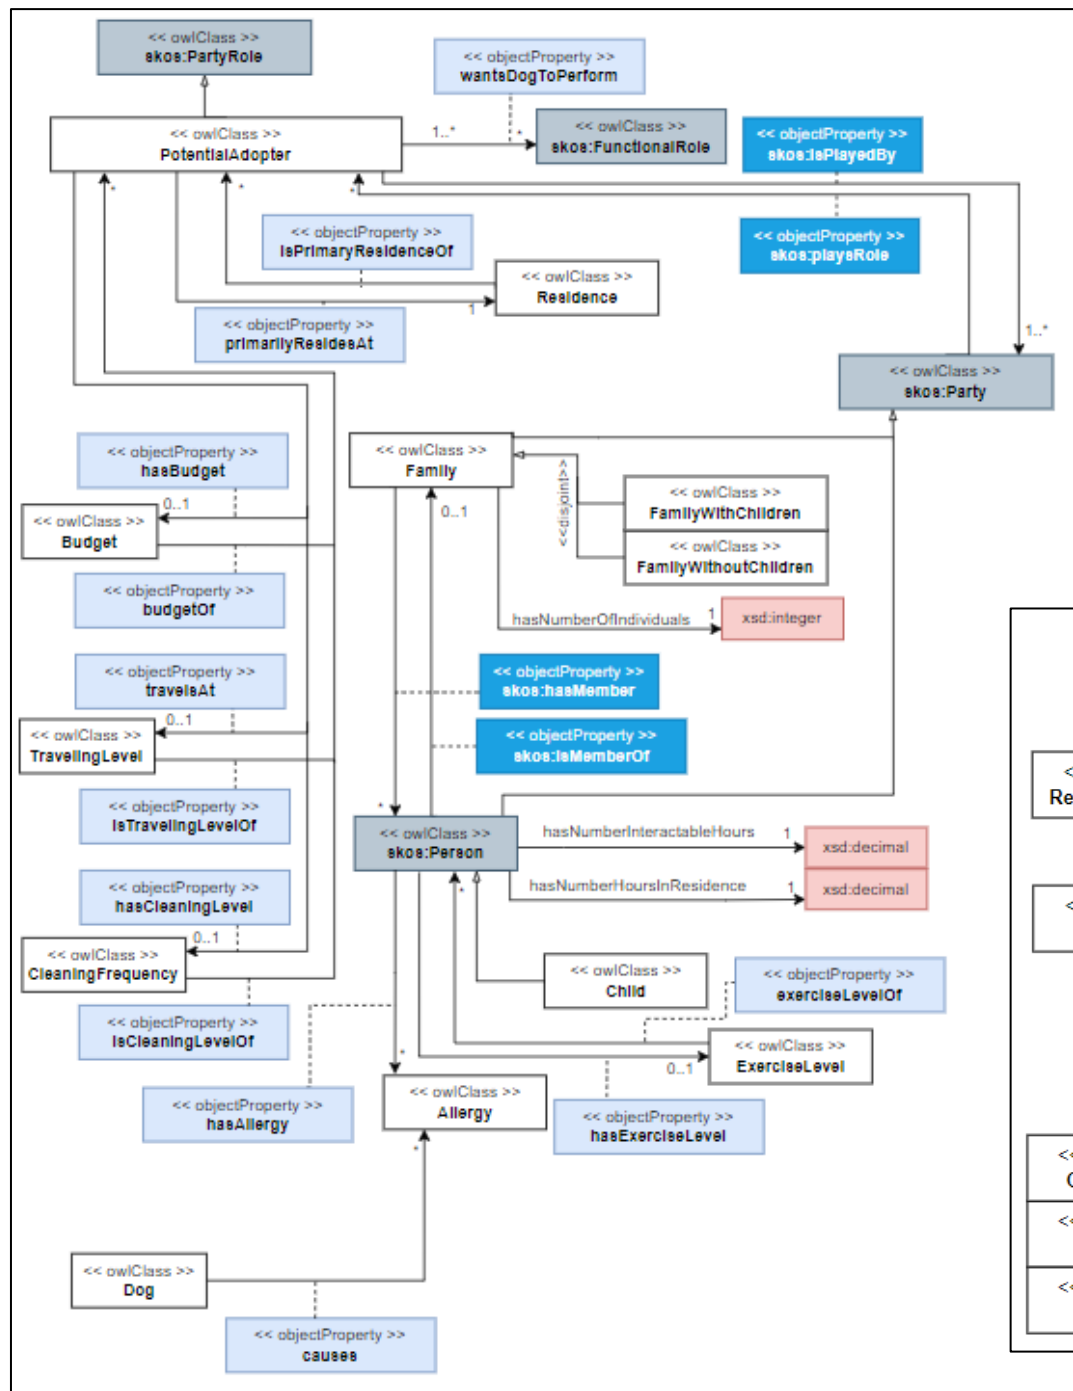 << owlClass >>
skos:PartyRole
<< objectProperty >>
wantsDogToPerform
<< owlClass >>
PotentialAdopter
1..*
*
<< owlClass >>
skos:FunctionalRole
<< objectProperty >>
skos:isPlayedBy
*
*
*
<< objectProperty >>
isPrimaryResidenceOf
<< objectProperty >>
skos:playsRole
<< owlClass >>
Residence
1
<< objectProperty >>
primarilyResidesAt
1..*
<< owlClass >>
skos:Party
<< objectProperty >>
hasBudget
<< owlClass >>
Family
<<disjoint>>
<< owlClass >>
FamilyWithChildren
0..1
0..1
<< owlClass >>
Budget
<< owlClass >>
FamilyWithoutChildren
<< objectProperty >>
budgetOf
hasNumberOfIndividuals
1
xsd:integer
<< objectProperty >>
travelsAt
<< objectProperty >>
skos:hasMember
0..1
<< owlClass >>
TravelingLevel
<< objectProperty >>
skos:isMemberOf
<< objectProperty >>
isTravelingLevelOf
*
<< owlClass >>
skos:Person
hasNumberInteractableHours
1
xsd:decimal
hasNumberHoursInResidence
1
xsd:decimal
*
<< objectProperty >>
hasCleaningLevel
0..1
<< owlClass >>
CleaningFrequency
<< owlClass >>
Child
<< objectProperty >>
exerciseLevelOf
<< objectProperty >>
isCleaningLevelOf
<< owlClass >>
ExerciseLevel
0..1
*
<< owlClass >>
Allergy
<< objectProperty >>
hasAllergy
<< objectProperty >>
hasExerciseLevel
*
<< owlClass >>
Dog
<< objectProperty >>
causes
<
Re
<
<<
C
<<
<<